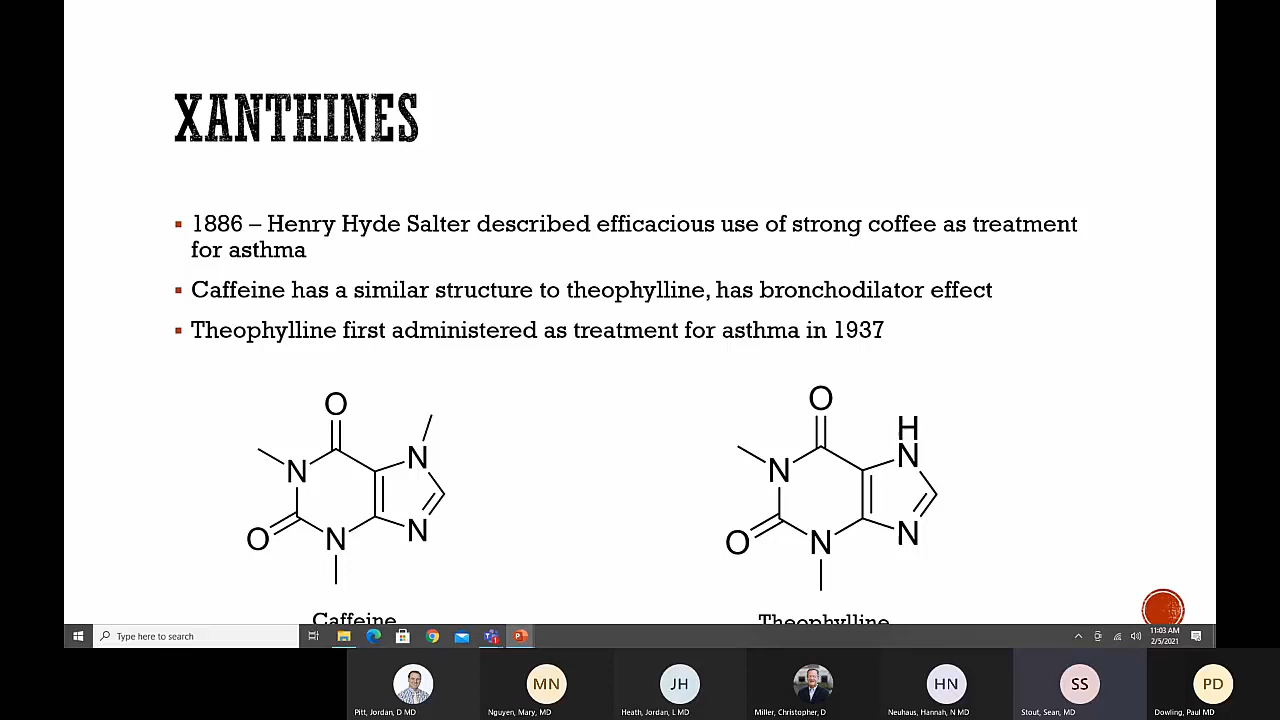 XANTHINES
1886 – Henry Hyde Salter described efficacious use of strong coffee as treatment
for asthma
Caffeine has a similar structure to theophylline, has bronchodilator effect
Theophylline first administered as treatment for asthma in 1937
O
N
N
O
N
N
O
H
N
N
O
N
N
Caffeine
Theophylline
Type here to search
11:03 AM
2/5/2021
MN
JH
HN
SS
PD
Pitt, Jordan, D MD
Nguyen, Mary, MD
Heath, Jordan, L MD
Miller, Christopher, D
Neuhaus, Hannah, N MD
Stout, Sean, MD
Dowling, Paul MD